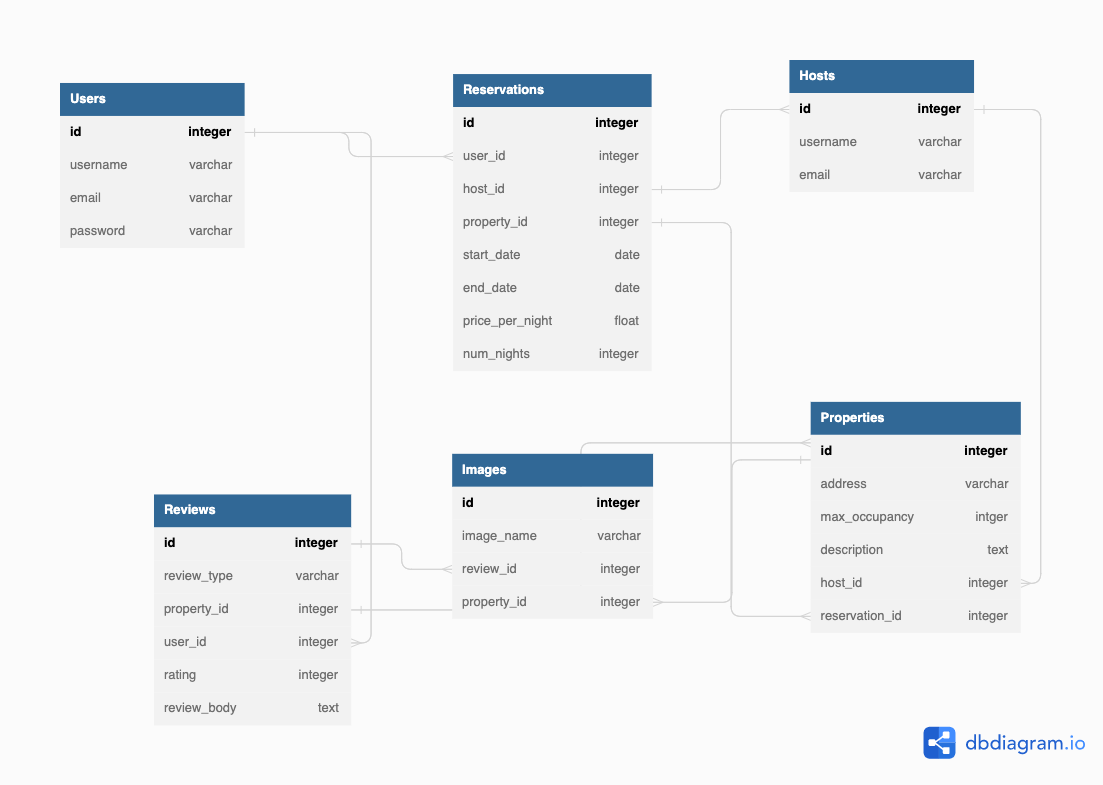 Users
id integer
username varchar
email varchar
password varchar
Reservations
id integer
user_id integer
host_id integer
property_id integer
start_date date
end_date date
price_per_night float
num_nights integer
Hosts
id integer
username varchar
email varchar
Properties
id integer
address varchar
max_occupancy intger
description text
host_id integer
reservation_id integer
Images
id integer
image_name varchar
review_id integer
property_id integer
Reviews
id integer
review_type varchar
property_id integer
user_id integer
rating integer
review_body text
dbdiagram.io